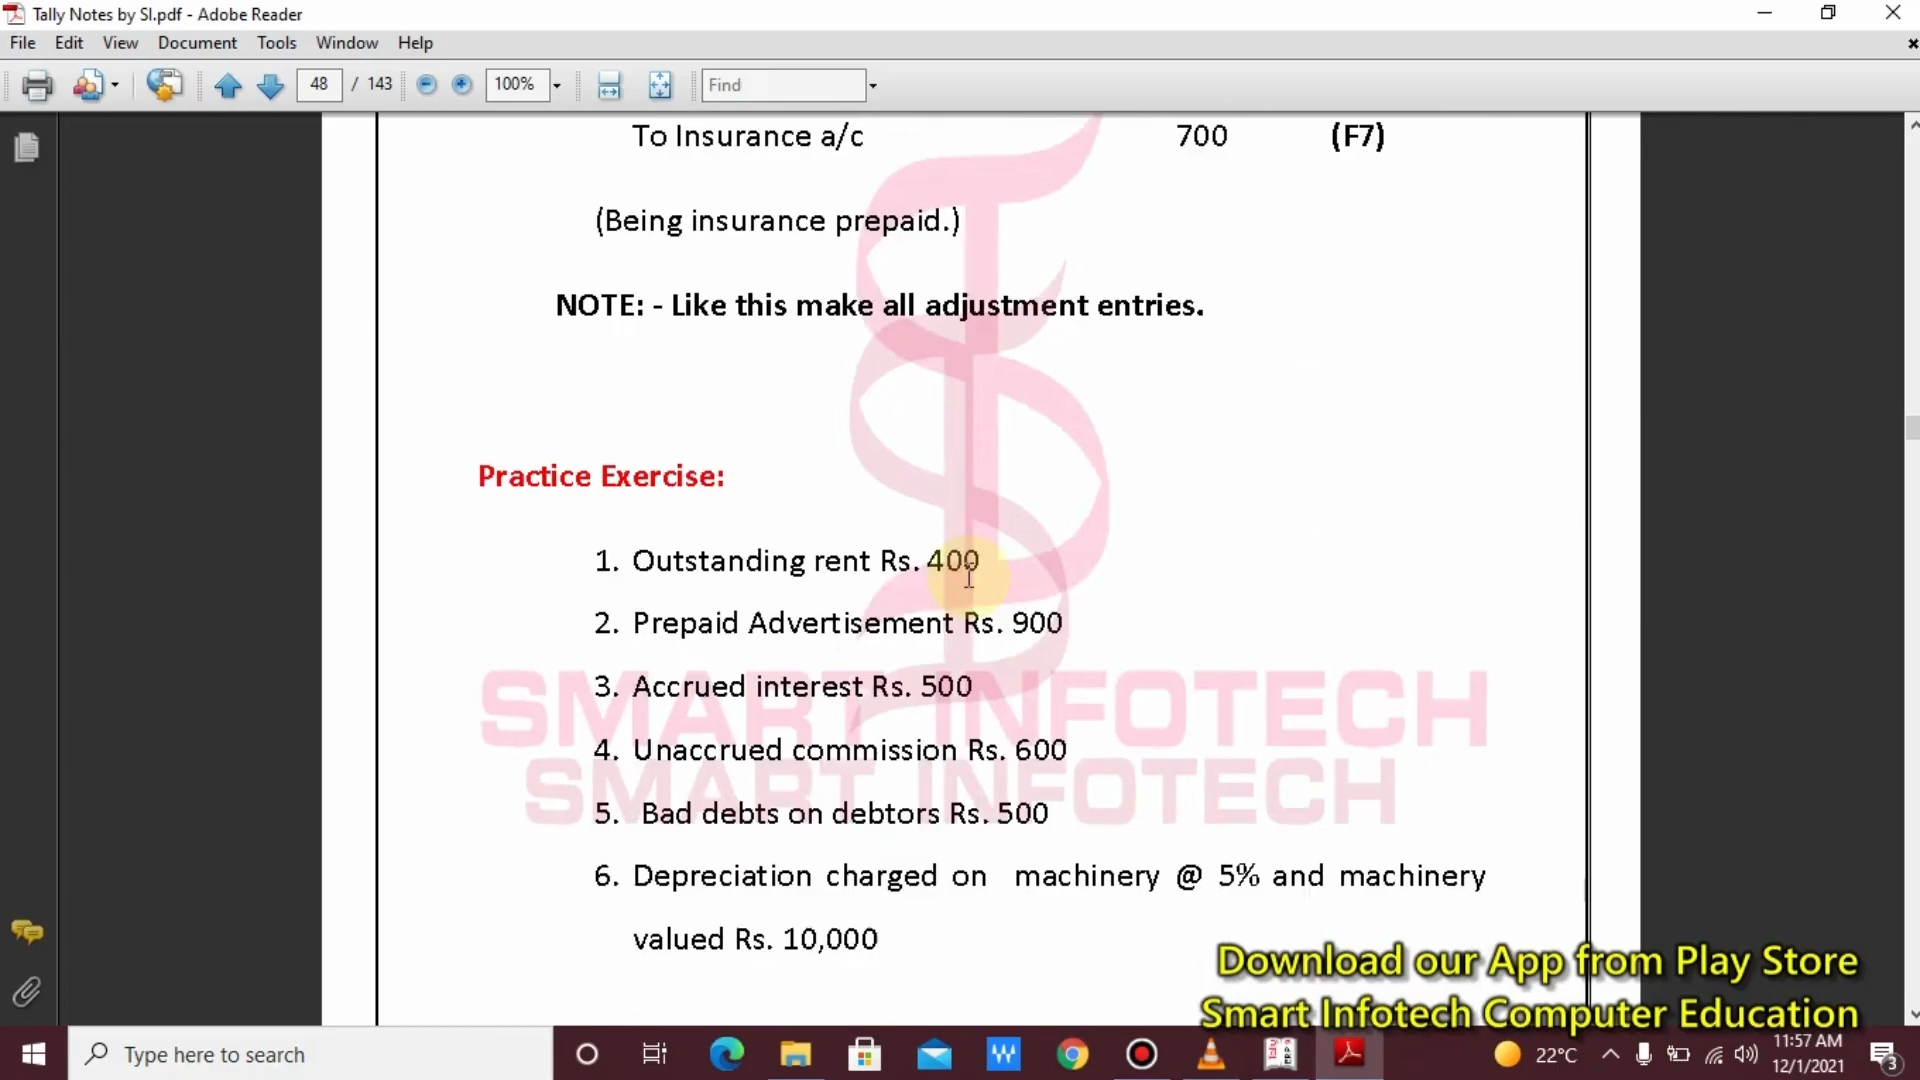 Tally Notes by SI.pdf - Adobe Reader
File Edit View Document Tools Window Help
48 / 143 100% Find
To Insurance a/c 700 (F7)
(Being insurance prepaid.)
NOTE: - Like this make all adjustment entries.
Practice Exercise:
1. Outstanding rent Rs. 400
2. Prepaid Advertisement Rs. 900
3. Accrued interest Rs. 500
4. Unaccrued commission Rs. 600
5. Bad debts on debtors Rs. 500
6. Depreciation charged on machinery @ 5% and machinery
valued Rs. 10,000
SMART INFOTECH
SMART INFOTECH
Download our App from Play Store
Smart Infotech Computer Education
Type here to search
22°C
11:57 AM
12/1/2021
3